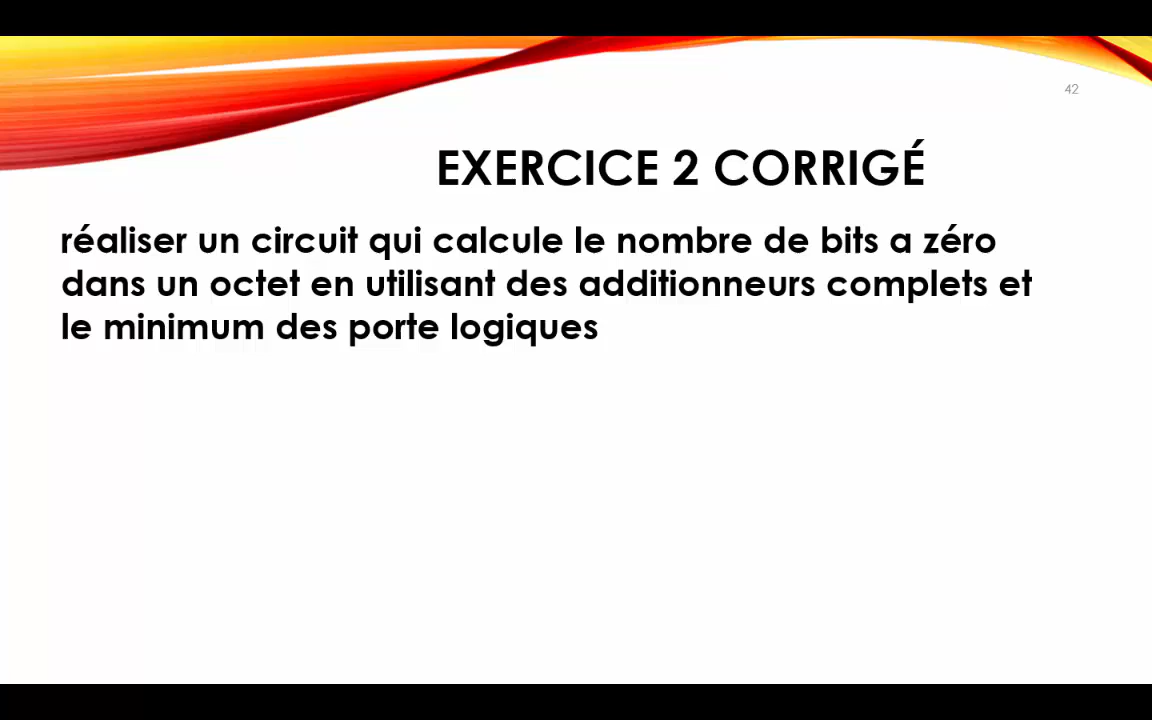 42
EXERCICE 2 CORRIGÉ
réaliser un circuit qui calcule le nombre de bits a zéro
dans un octet en utilisant des additionneurs complets et
le minimum des porte logiques